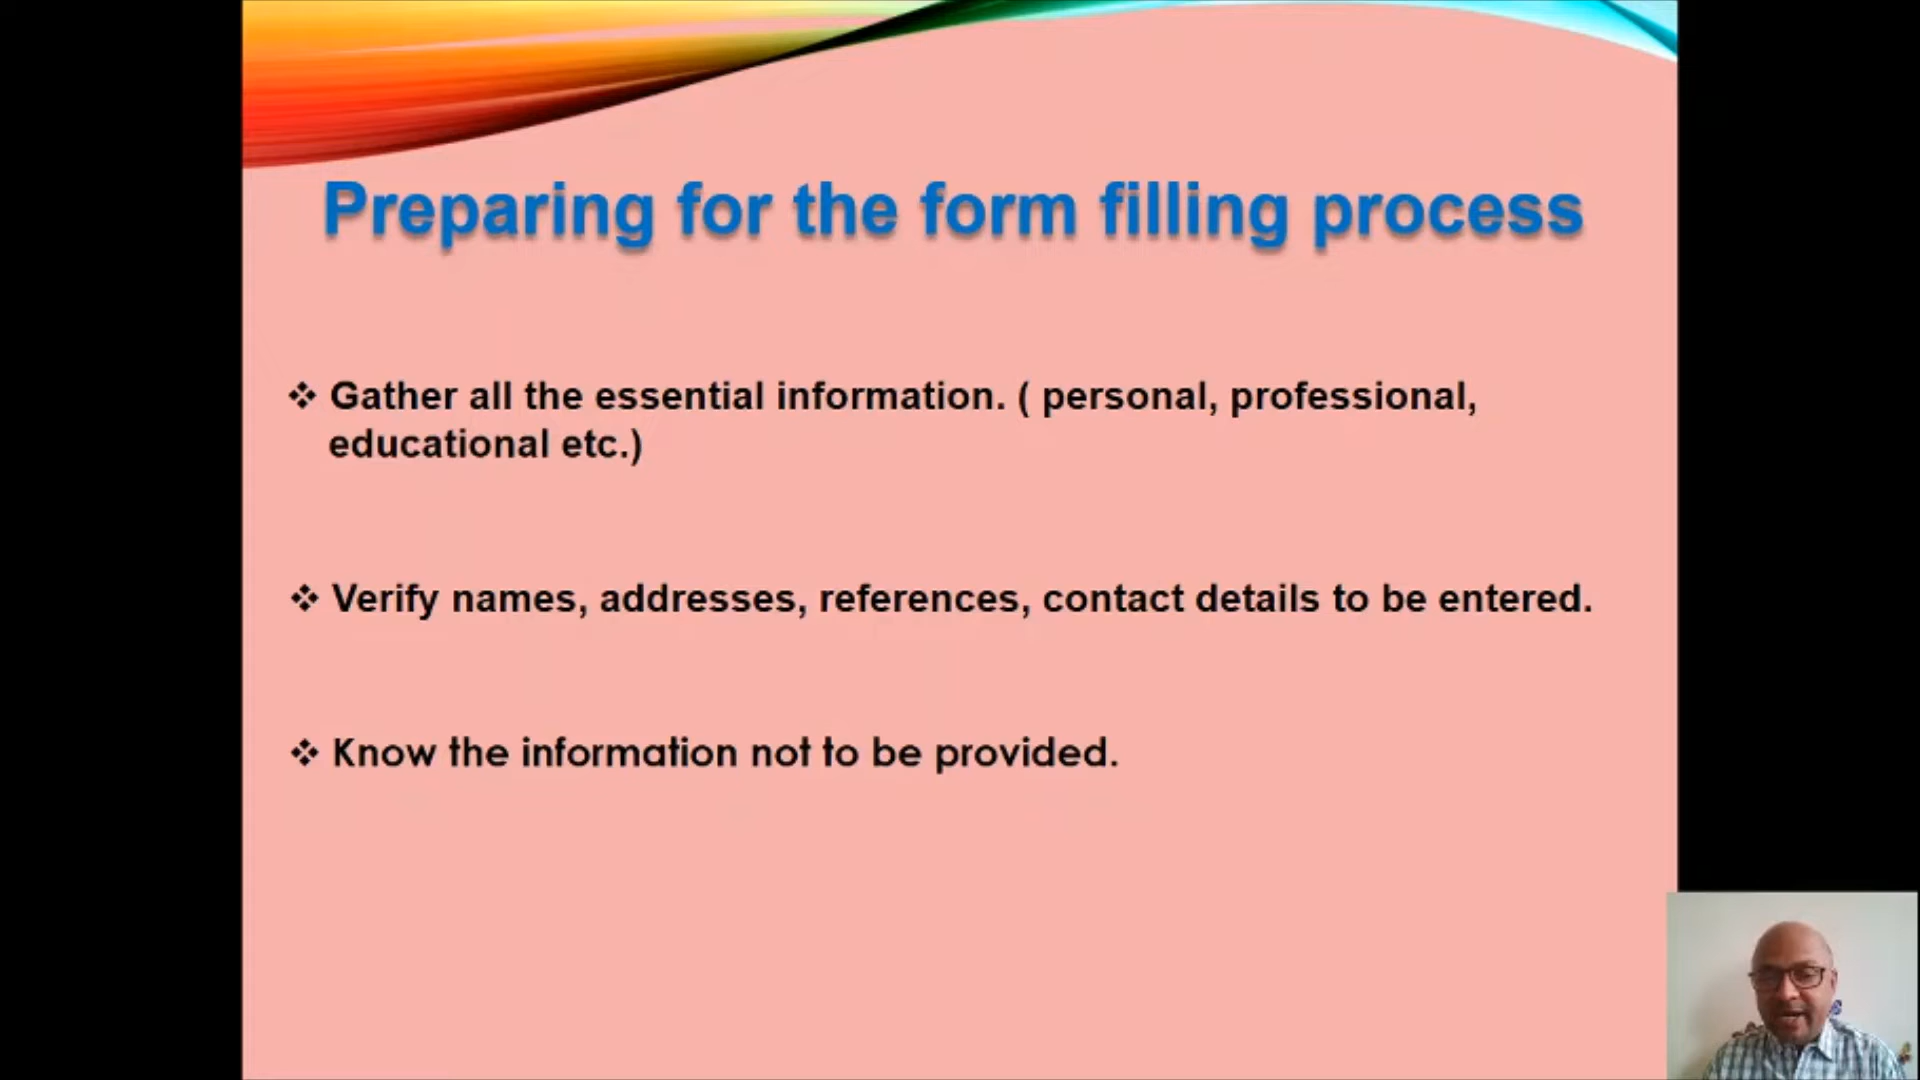 Preparing for the form filling process
❖ Gather all the essential information. ( personal, professional,
educational etc.)
❖ Verify names, addresses, references, contact details to be entered.
❖ Know the information not to be provided.